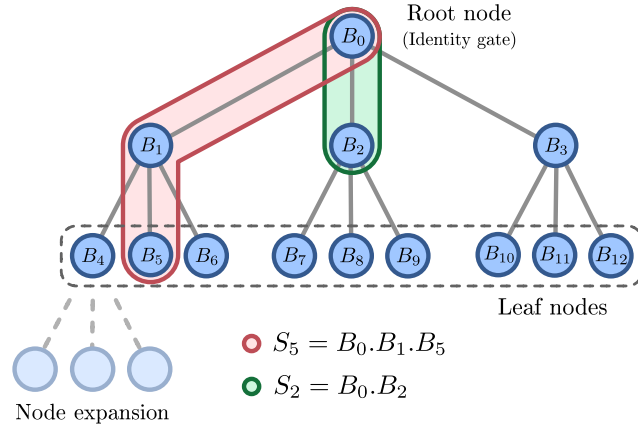 Root node
(Identity gate)
B0
B1
B2
B3
B4
B5
B6
B7
B8
B9
B10
B11
B12
Leaf nodes
S5 = B0.B1.B5
S2 = B0.B2
Node expansion